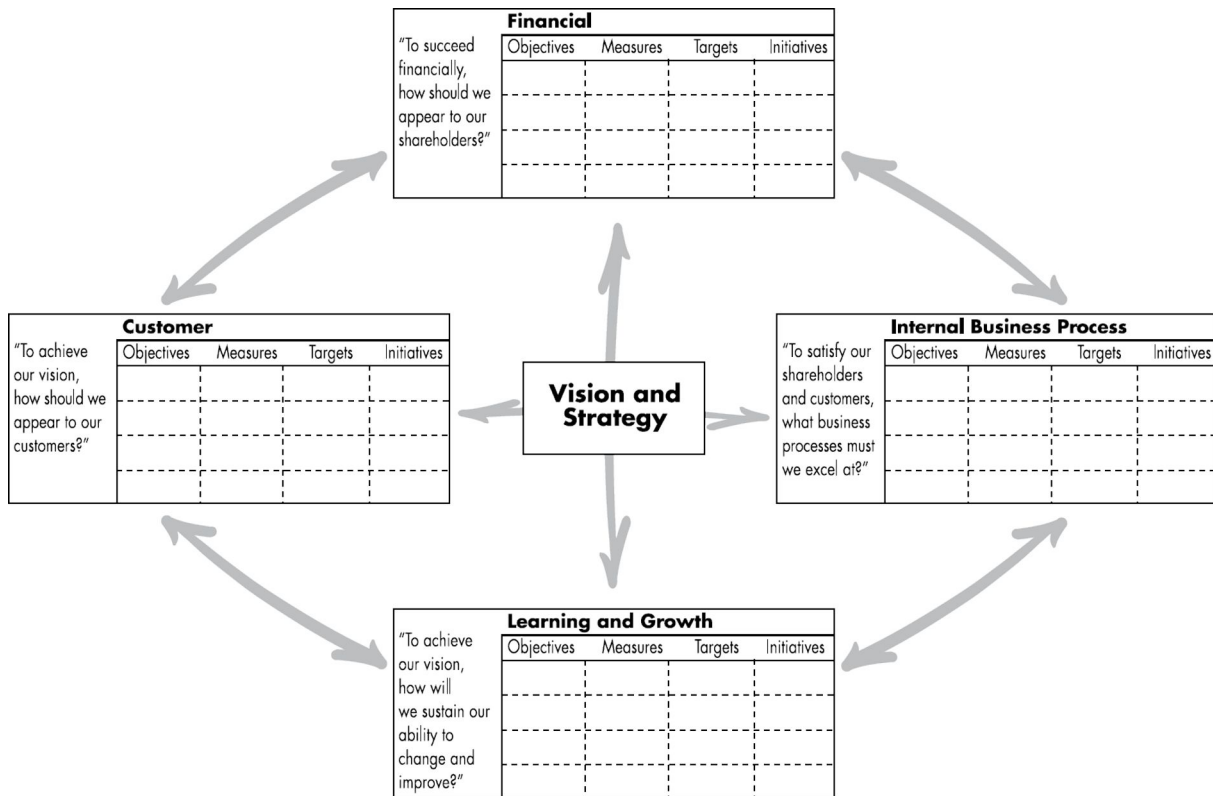 Financial
"To succeed
financially,
how should we
appear to our
shareholders?"
Objectives Measures Targets Initiatives
Customer
"To achieve
our vision,
how should we
appear to our
customers?"
Objectives Measures Targets Initiatives
Vision and
Strategy
Internal Business Process
"To satisfy our
shareholders
and customers,
what business
processes must
we excel at?"
Objectives Measures Targets Initiatives
Learning and Growth
"To achieve
our vision,
how will
we sustain our
ability to
change and
improve?"
Objectives Measures Targets Initiatives